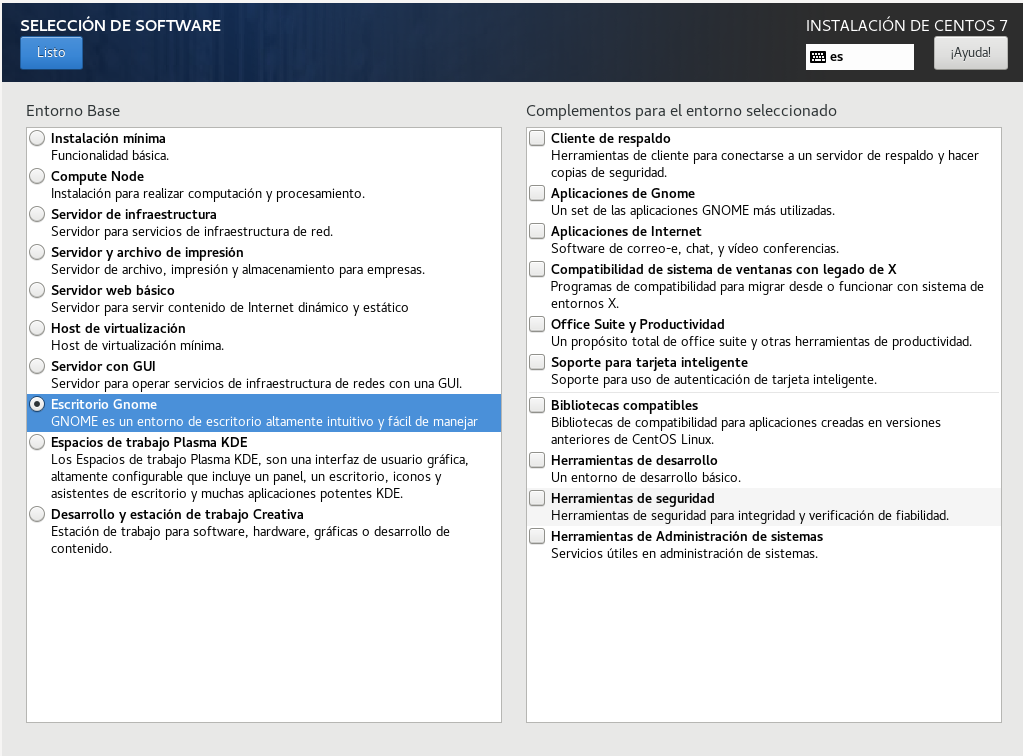 SELECCIÓN DE SOFTWARE
Listo
INSTALACIÓN DE CENTOS 7
es
¡Ayuda!
Entorno Base
Instalación mínima
Funcionalidad básica.
Compute Node
Instalación para realizar computación y procesamiento.
Servidor de infraestructura
Servidor para servicios de infraestructura de red.
Servidor y archivo de impresión
Servidor de archivo, impresión y almacenamiento para empresas.
Servidor web básico
Servidor para servir contenido de Internet dinámico y estático
Host de virtualización
Host de virtualización mínima.
Servidor con GUI
Servidor para operar servicios de infraestructura de redes con una GUI.
Escritorio Gnome
GNOME es un entorno de escritorio altamente intuitivo y fácil de manejar
Espacios de trabajo Plasma KDE
Los Espacios de trabajo Plasma KDE, son una interfaz de usuario gráfica,
altamente configurable que incluye un panel, un escritorio, iconos y
asistentes de escritorio y muchas aplicaciones potentes KDE.
Desarrollo y estación de trabajo Creativa
Estación de trabajo para software, hardware, gráficas o desarrollo de
contenido.
Complementos para el entorno seleccionado
Cliente de respaldo
Herramientas de cliente para conectarse a un servidor de respaldo y hacer
copias de seguridad.
Aplicaciones de Gnome
Un set de las aplicaciones GNOME más utilizadas.
Aplicaciones de Internet
Software de correo-e, chat, y vídeo conferencias.
Compatibilidad de sistema de ventanas con legado de X
Programas de compatibilidad para migrar desde o funcionar con sistema de
entornos X.
Office Suite y Productividad
Un propósito total de office suite y otras herramientas de productividad.
Soporte para tarjeta inteligente
Soporte para uso de autenticación de tarjeta inteligente.
Bibliotecas compatibles
Bibliotecas de compatibilidad para aplicaciones creadas en versiones
anteriores de CentOS Linux.
Herramientas de desarrollo
Un entorno de desarrollo básico.
Herramientas de seguridad
Herramientas de seguridad para integridad y verificación de fiabilidad.
Herramientas de Administración de sistemas
Servicios útiles en administración de sistemas.